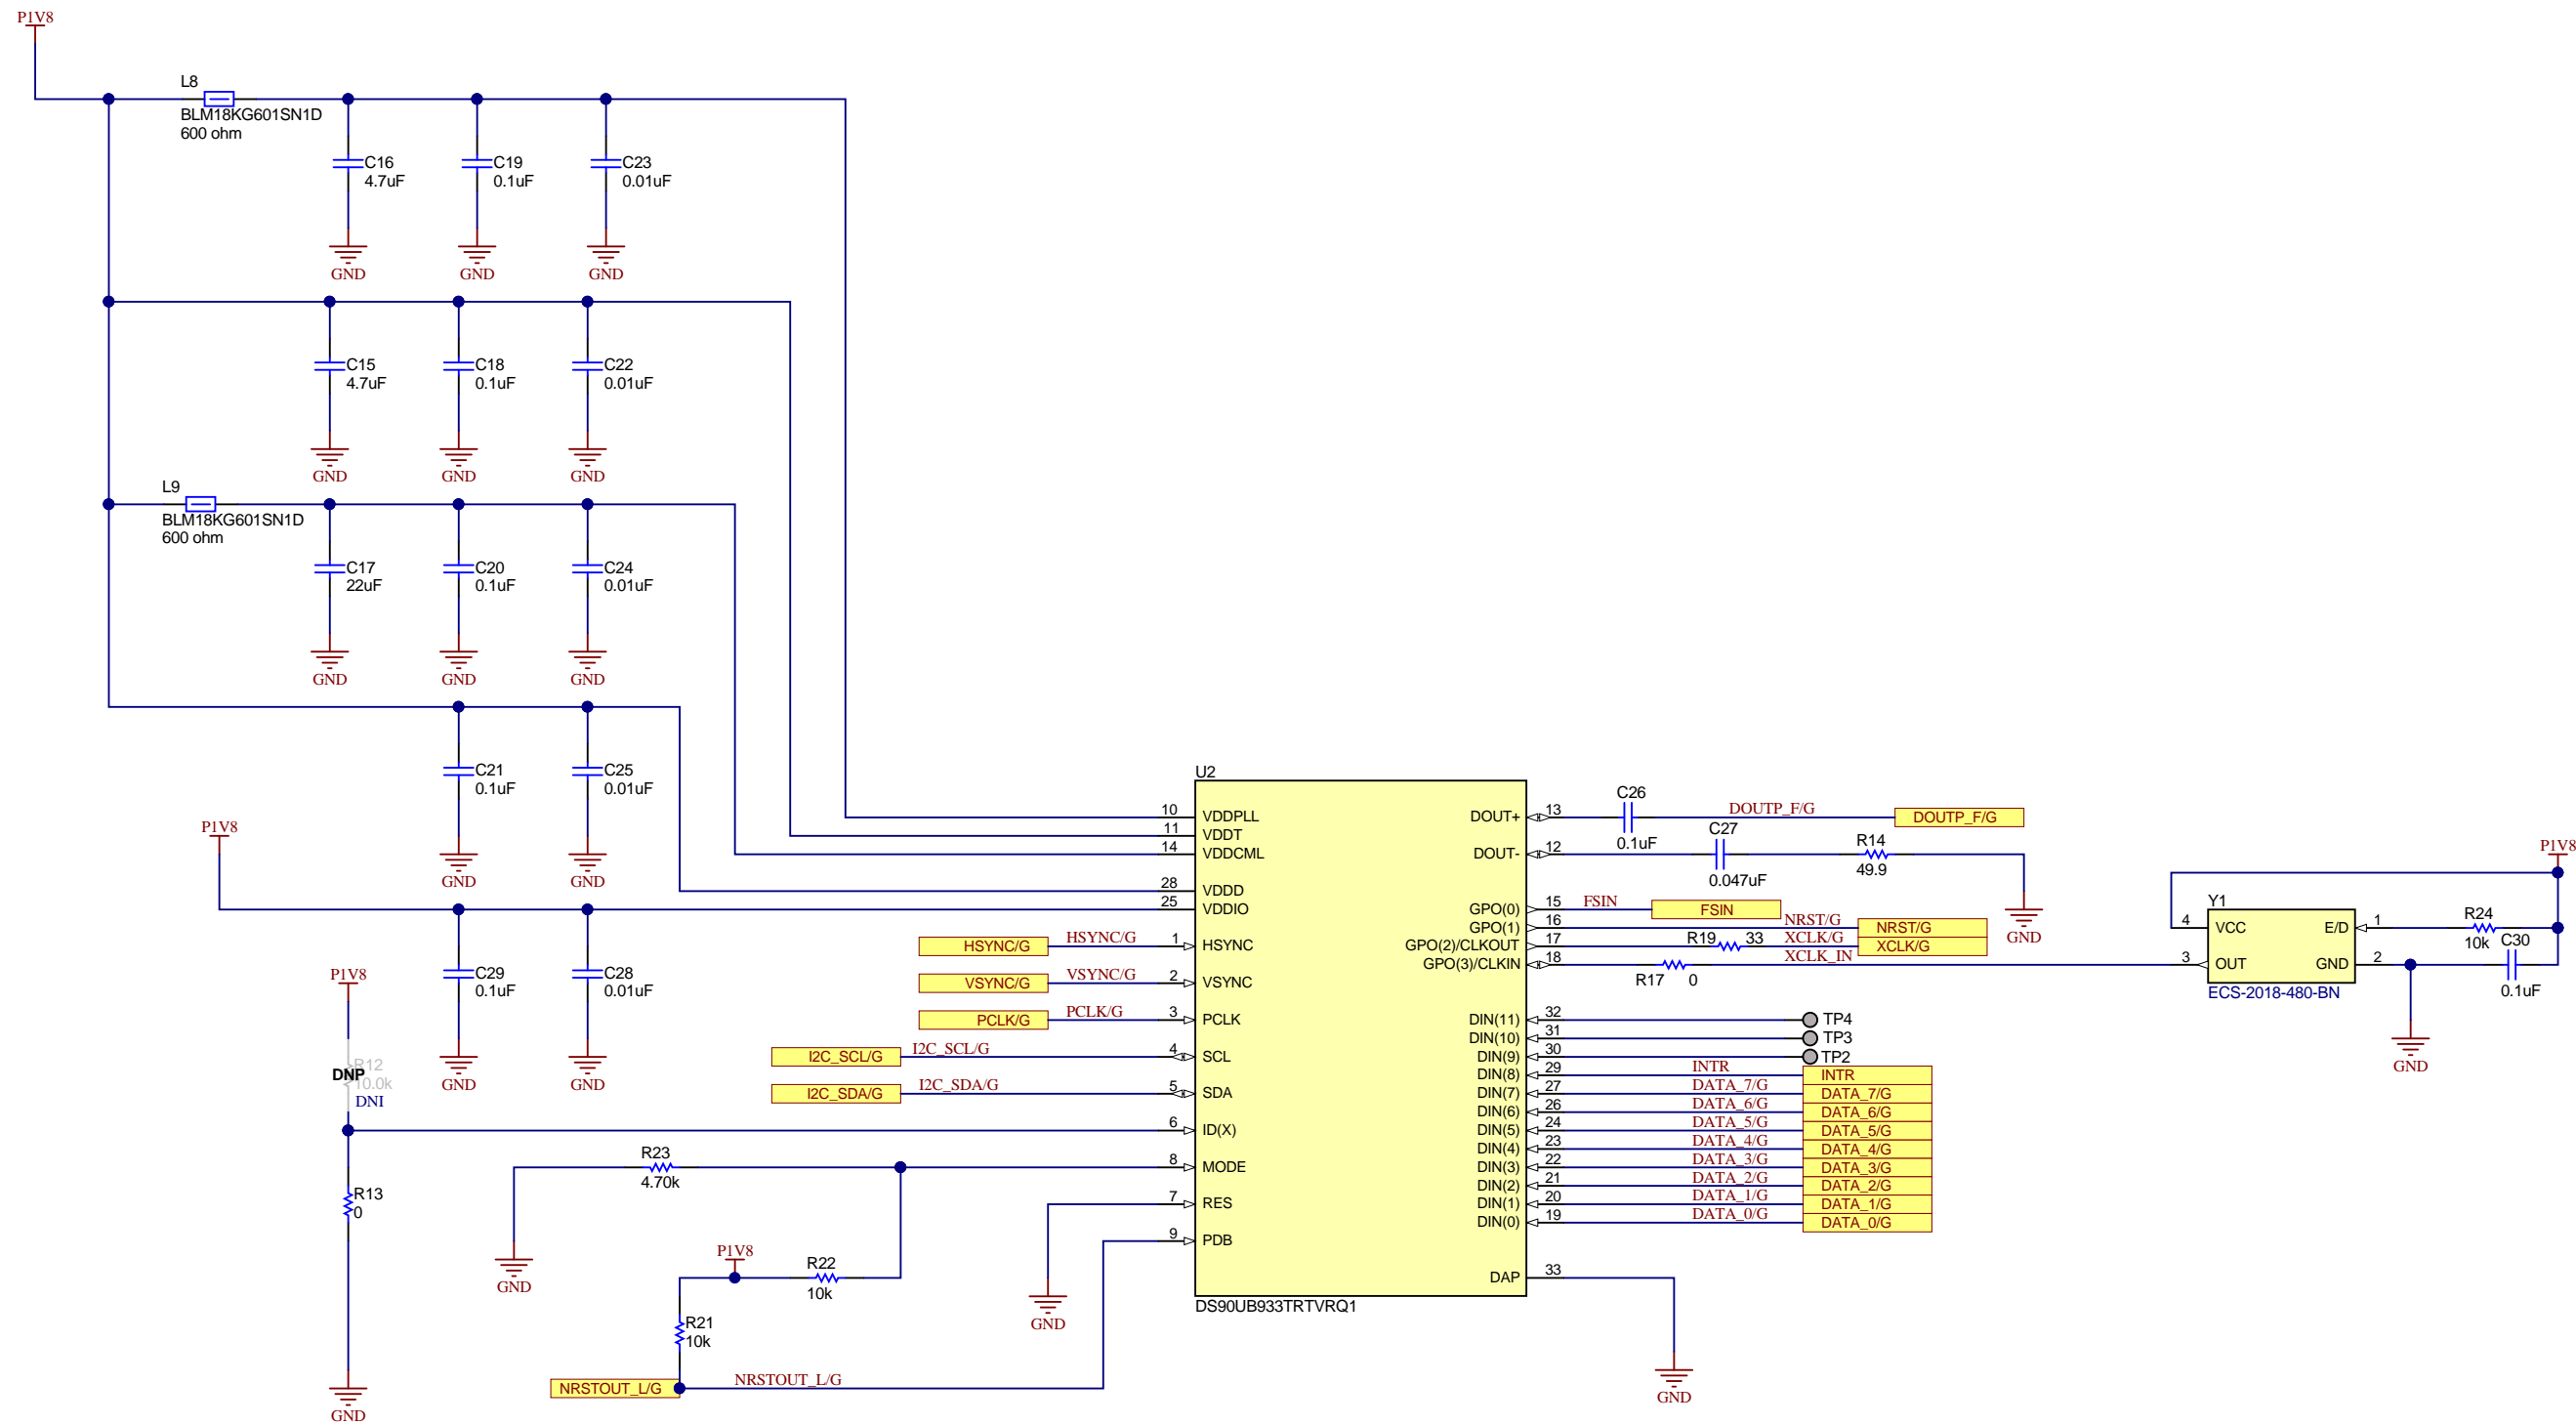 P1V8
L8
BLM18KG601SN1D
600 ohm
C16
4.7uF
C19
0.1uF
C23
0.01uF
GND
GND
GND
C15
4.7uF
C18
0.1uF
C22
0.01uF
GND
GND
GND
L9
BLM18KG601SN1D
600 ohm
C17
22uF
C20
0.1uF
C24
0.01uF
GND
GND
GND
C21
0.1uF
C25
0.01uF
GND
GND
P1V8
C29
0.1uF
C28
0.01uF
GND
GND
P1V8
R12
10.0k
DNP
DNI
R13
0
GND
HSYNC/G
HSYNC/G
VSYNC/G
VSYNC/G
PCLK/G
PCLK/G
I2C_SCL/G
I2C_SCL/G
I2C_SDA/G
I2C_SDA/G
R23
4.70k
GND
P1V8
R22
10k
R21
10k
NRSTOUT_L/G
NRSTOUT_L/G
GND
U2
10 VDDPLL
11 VDDT
14 VDDCML
28 VDDD
25 VDDIO
1 HSYNC
2 VSYNC
3 PCLK
4 SCL
5 SDA
6 ID(X)
8 MODE
7 RES
9 PDB
DOUT+ 13
DOUT- 12
GPO(0) 15
GPO(1) 16
GPO(2)/CLKOUT 17
GPO(3)/CLKIN 18
DIN(11) 32
DIN(10) 31
DIN(9) 30
DIN(8) 29
DIN(7) 27
DIN(6) 26
DIN(5) 24
DIN(4) 23
DIN(3) 22
DIN(2) 21
DIN(1) 20
DIN(0) 19
DAP 33
DS90UB933TRTVRQ1
GND
C26
0.1uF
DOUTP_F/G
DOUTP_F/G
C27
0.047uF
R14
49.9
GND
FSIN
FSIN
NRST/G
NRST/G
R19 33
XCLK/G
XCLK/G
R17 0
XCLK_IN
TP4
TP3
TP2
INTR
INTR
DATA_7/G
DATA_7/G
DATA_6/G
DATA_6/G
DATA_5/G
DATA_5/G
DATA_4/G
DATA_4/G
DATA_3/G
DATA_3/G
DATA_2/G
DATA_2/G
DATA_1/G
DATA_1/G
DATA_0/G
DATA_0/G
P1V8
Y1
4 VCC
E/D 1
3 OUT
GND 2
ECS-2018-480-BN
R24
10k
C30
0.1uF
GND